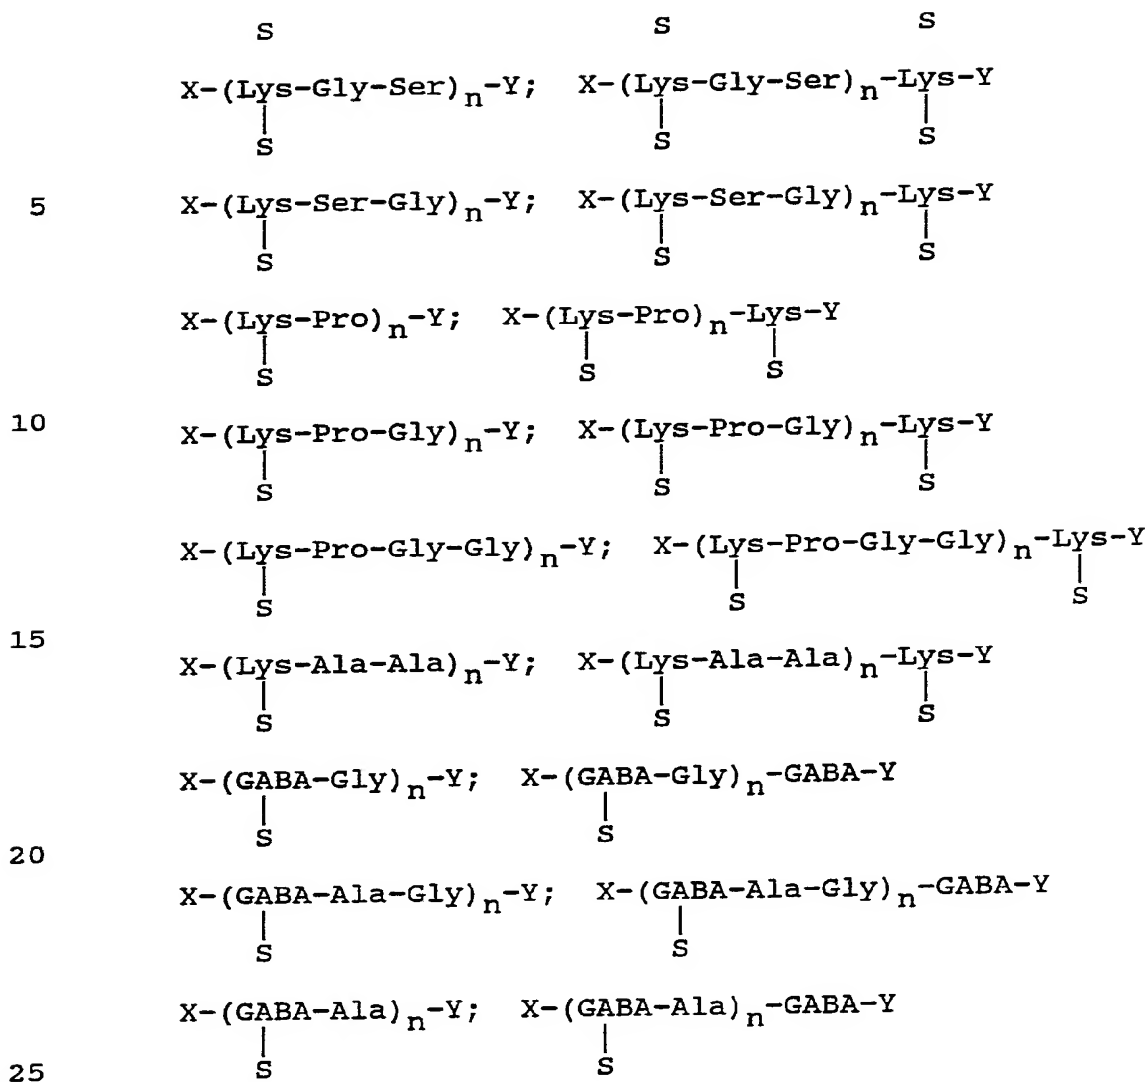 S S S
X-(Lys-Gly-Ser)n-Y; X-(Lys-Gly-Ser)n-Lys-Y
| | |
S S S
5 X-(Lys-Ser-Gly)n-Y; X-(Lys-Ser-Gly)n-Lys-Y
| | |
S S S
X-(Lys-Pro)n-Y; X-(Lys-Pro)n-Lys-Y
| | |
S S S
10 X-(Lys-Pro-Gly)n-Y; X-(Lys-Pro-Gly)n-Lys-Y
| | |
S S S
X-(Lys-Pro-Gly-Gly)n-Y; X-(Lys-Pro-Gly-Gly)n-Lys-Y
| | |
S S S
15 X-(Lys-Ala-Ala)n-Y; X-(Lys-Ala-Ala)n-Lys-Y
| | |
S S S
X-(GABA-Gly)n-Y; X-(GABA-Gly)n-GABA-Y
| |
S S
20
X-(GABA-Ala-Gly)n-Y; X-(GABA-Ala-Gly)n-GABA-Y
| |
S S
X-(GABA-Ala)n-Y; X-(GABA-Ala)n-GABA-Y
| |
25 S S